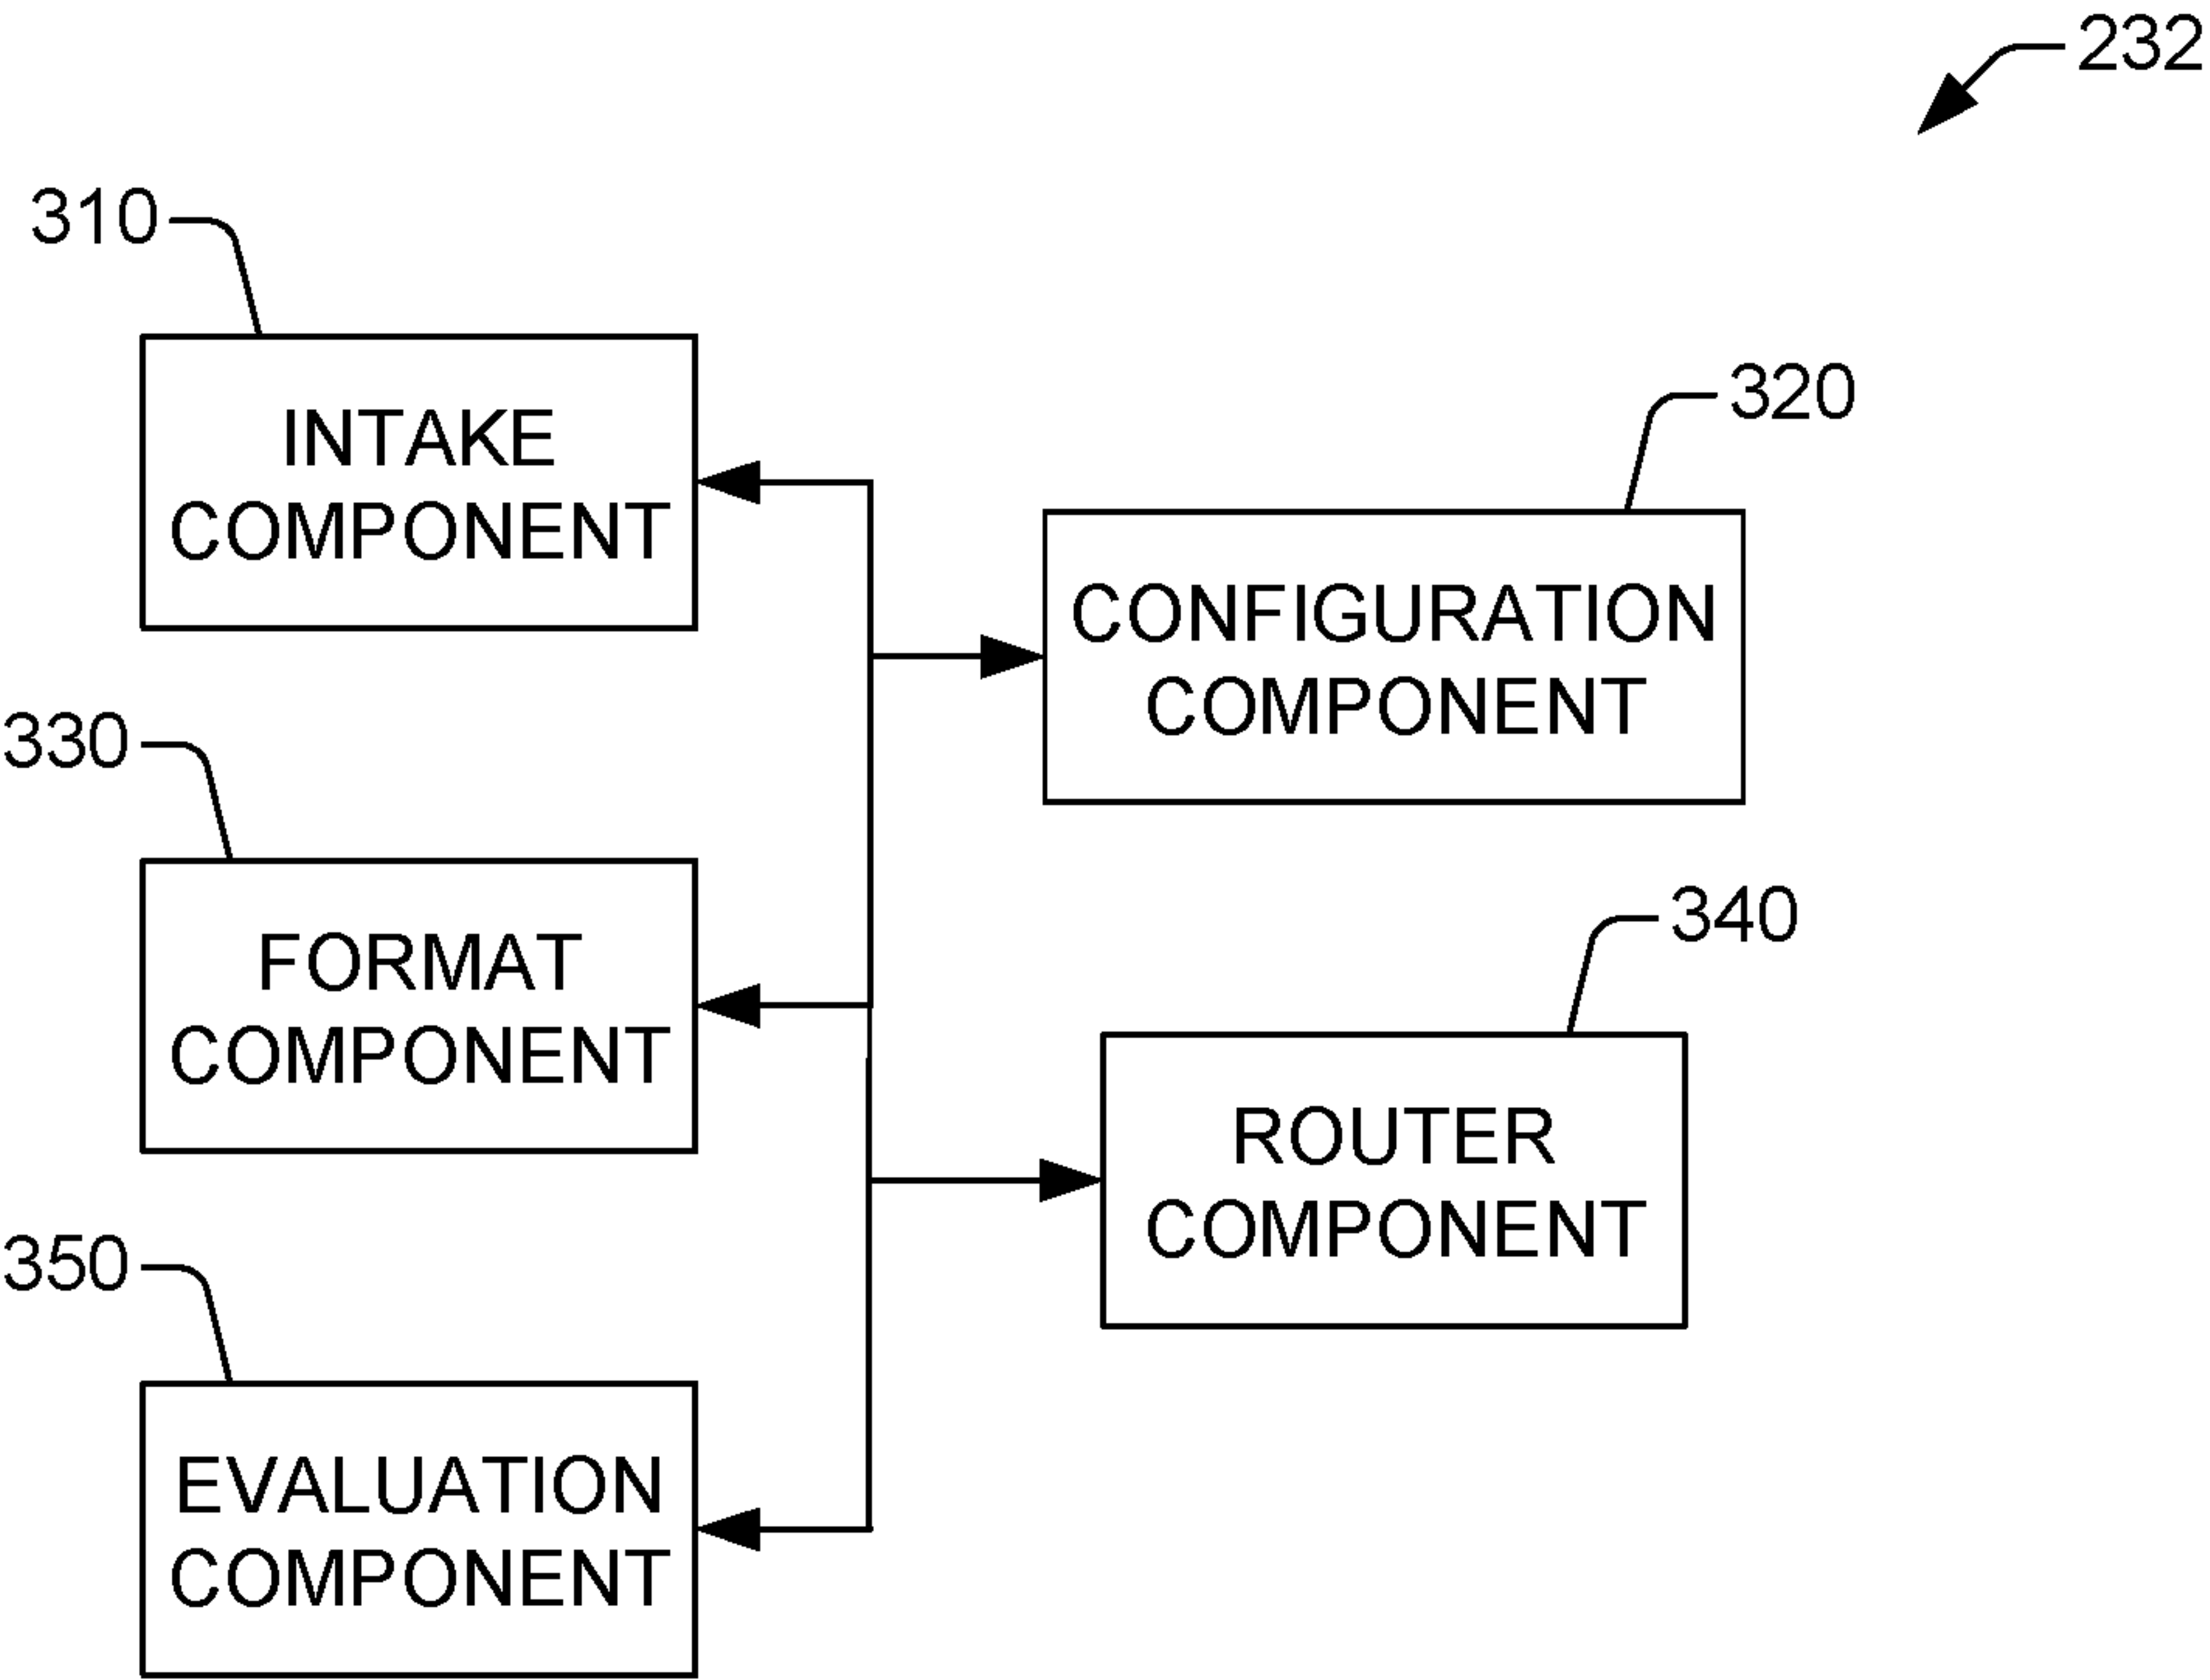 232
310
INTAKE
COMPONENT
320
CONFIGURATION
COMPONENT
330
FORMAT
COMPONENT
340
ROUTER
COMPONENT
350
EVALUATION
COMPONENT